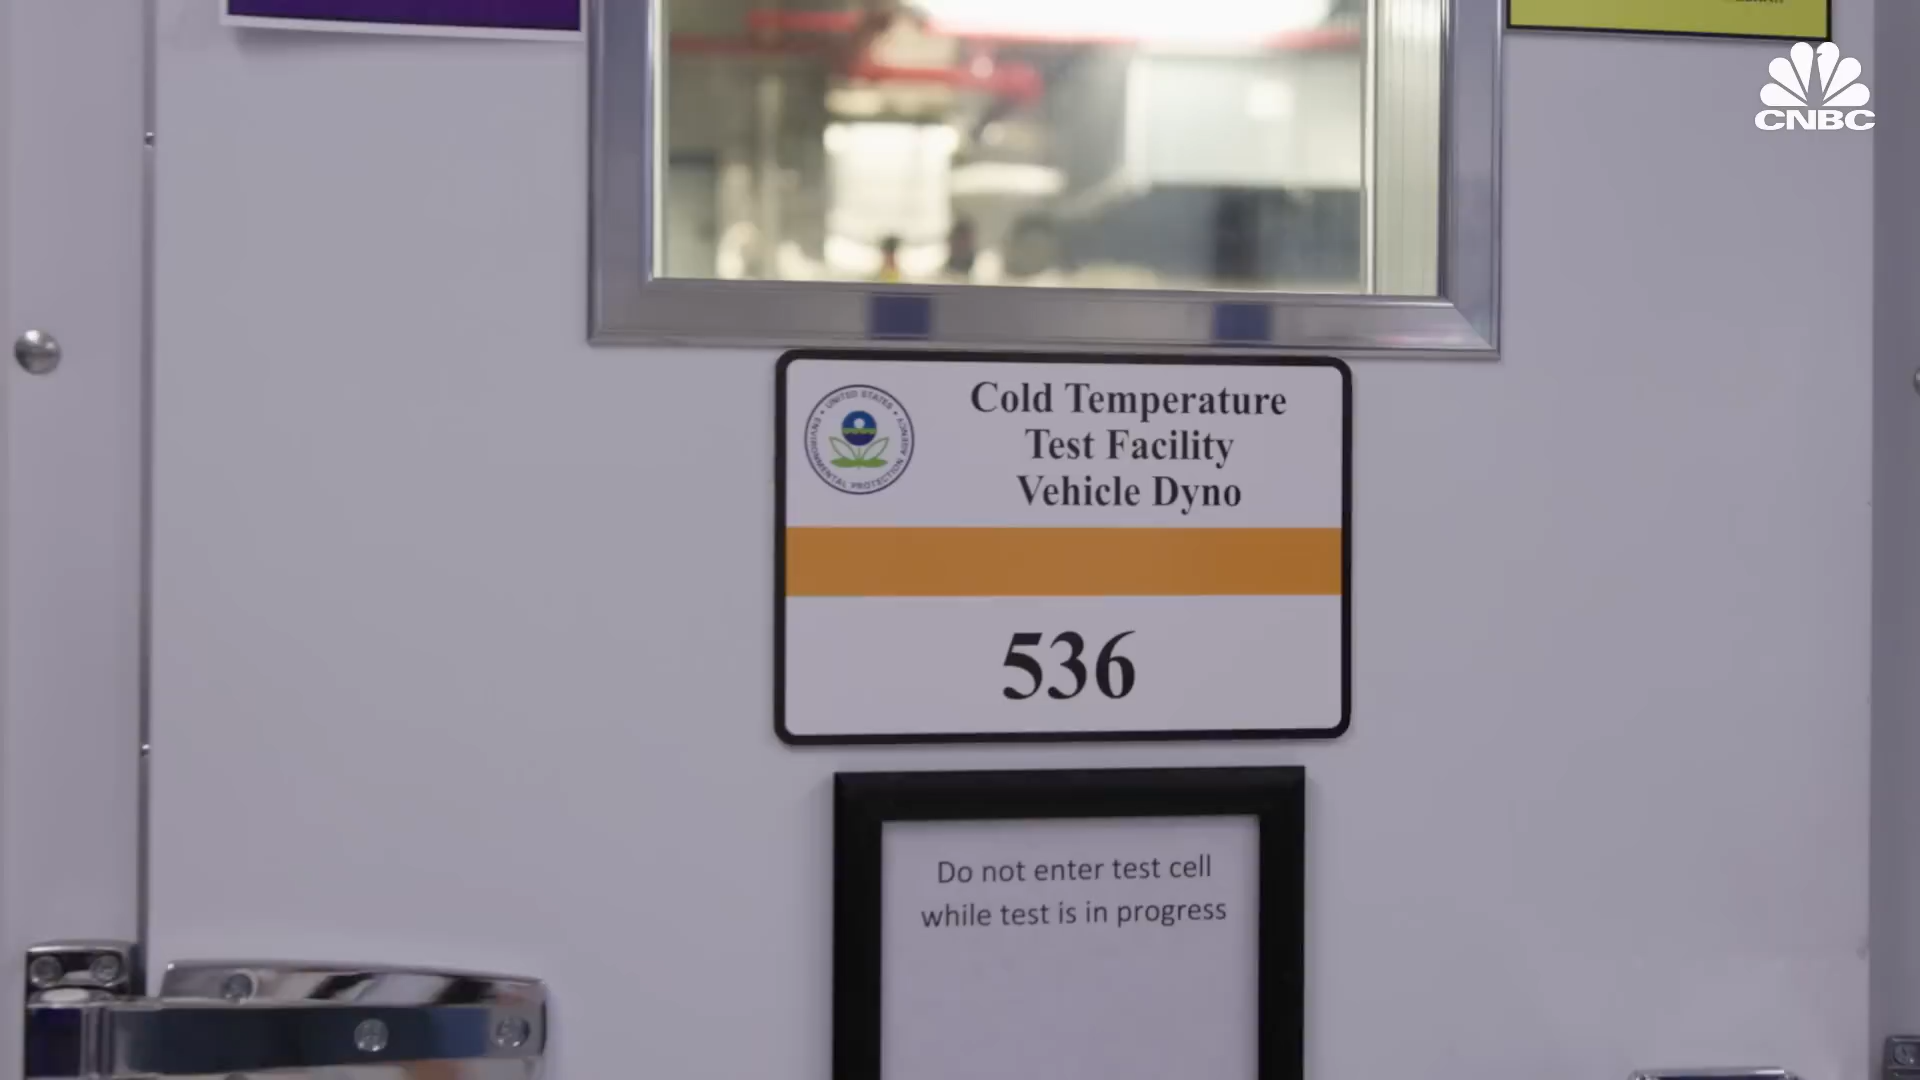 CNBC
Cold Temperature
Test Facility
Vehicle Dyno
UNITED STATES
ENVIRONMENTAL PROTECTION AGENCY
536
Do not enter test cell
while test is in progress